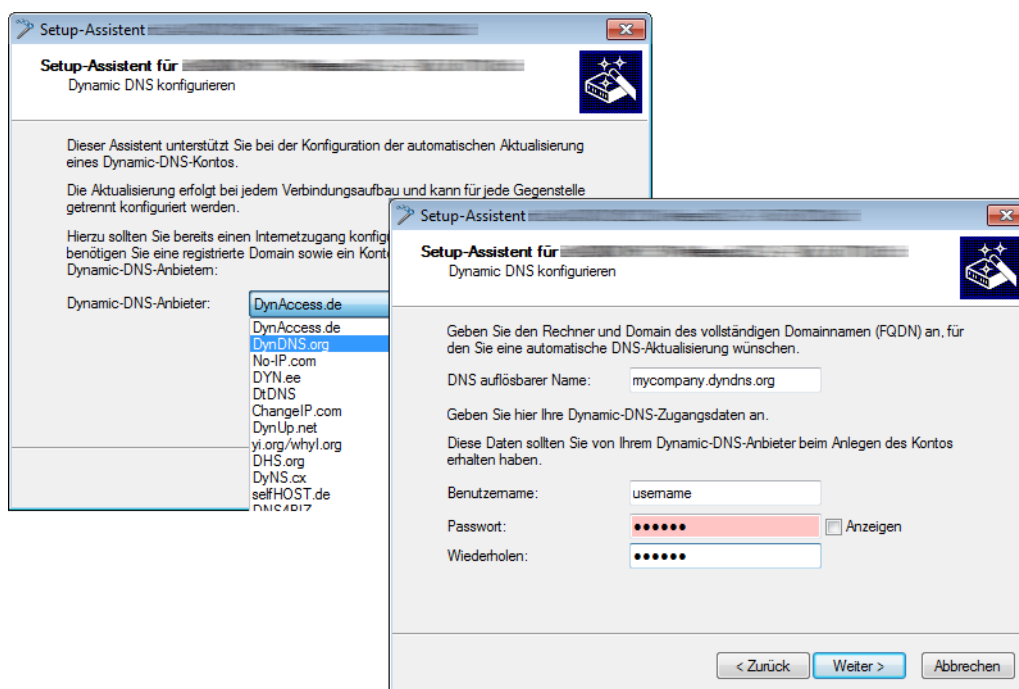 Setup-Assistent
Setup-Assistent für
Dynamic DNS konfigurieren
Dieser Assistent unterstützt Sie bei der Konfiguration der automatischen Aktualisierung
eines Dynamic-DNS-Kontos.
Die Aktualisierung erfolgt bei jedem Verbindungsaufbau und kann für jede Gegenstelle
getrennt konfiguriert werden.
Hierzu sollten Sie bereits einen Internetzugang
benötigen Sie eine registrierte Domain sowie ein
Dynamic-DNS-Anbietern:
Dynamic-DNS-Anbieter:
DynAccess.de
DynAccess.de
DynDNS.org
No-IP.com
DYN.ee
DtDNS
ChangeIP.com
DynUp.net
yi.org/whyI.org
DHS.org
DyNS.cx
selfHOST.de
Setup-Assistent
Setup-Assistent für
Dynamic DNS konfigurieren
Geben Sie den Rechner und Domain des vollständigen Domainnamen (FQDN) an, für
den Sie eine automatische DNS-Aktualisierung wünschen.
DNS auflösbarer Name: mycompany.dyndns.org
Geben Sie hier Ihre Dynamic-DNS-Zugangsdaten an.
Diese Daten sollten Sie von Ihrem Dynamic-DNS-Anbieter beim Anlegen des Kontos
erhalten haben.
Benutzername: username
Passwort: ●●●●●● Anzeigen
Wiederholen: ●●●●●●
< Zurück Weiter > Abbrechen